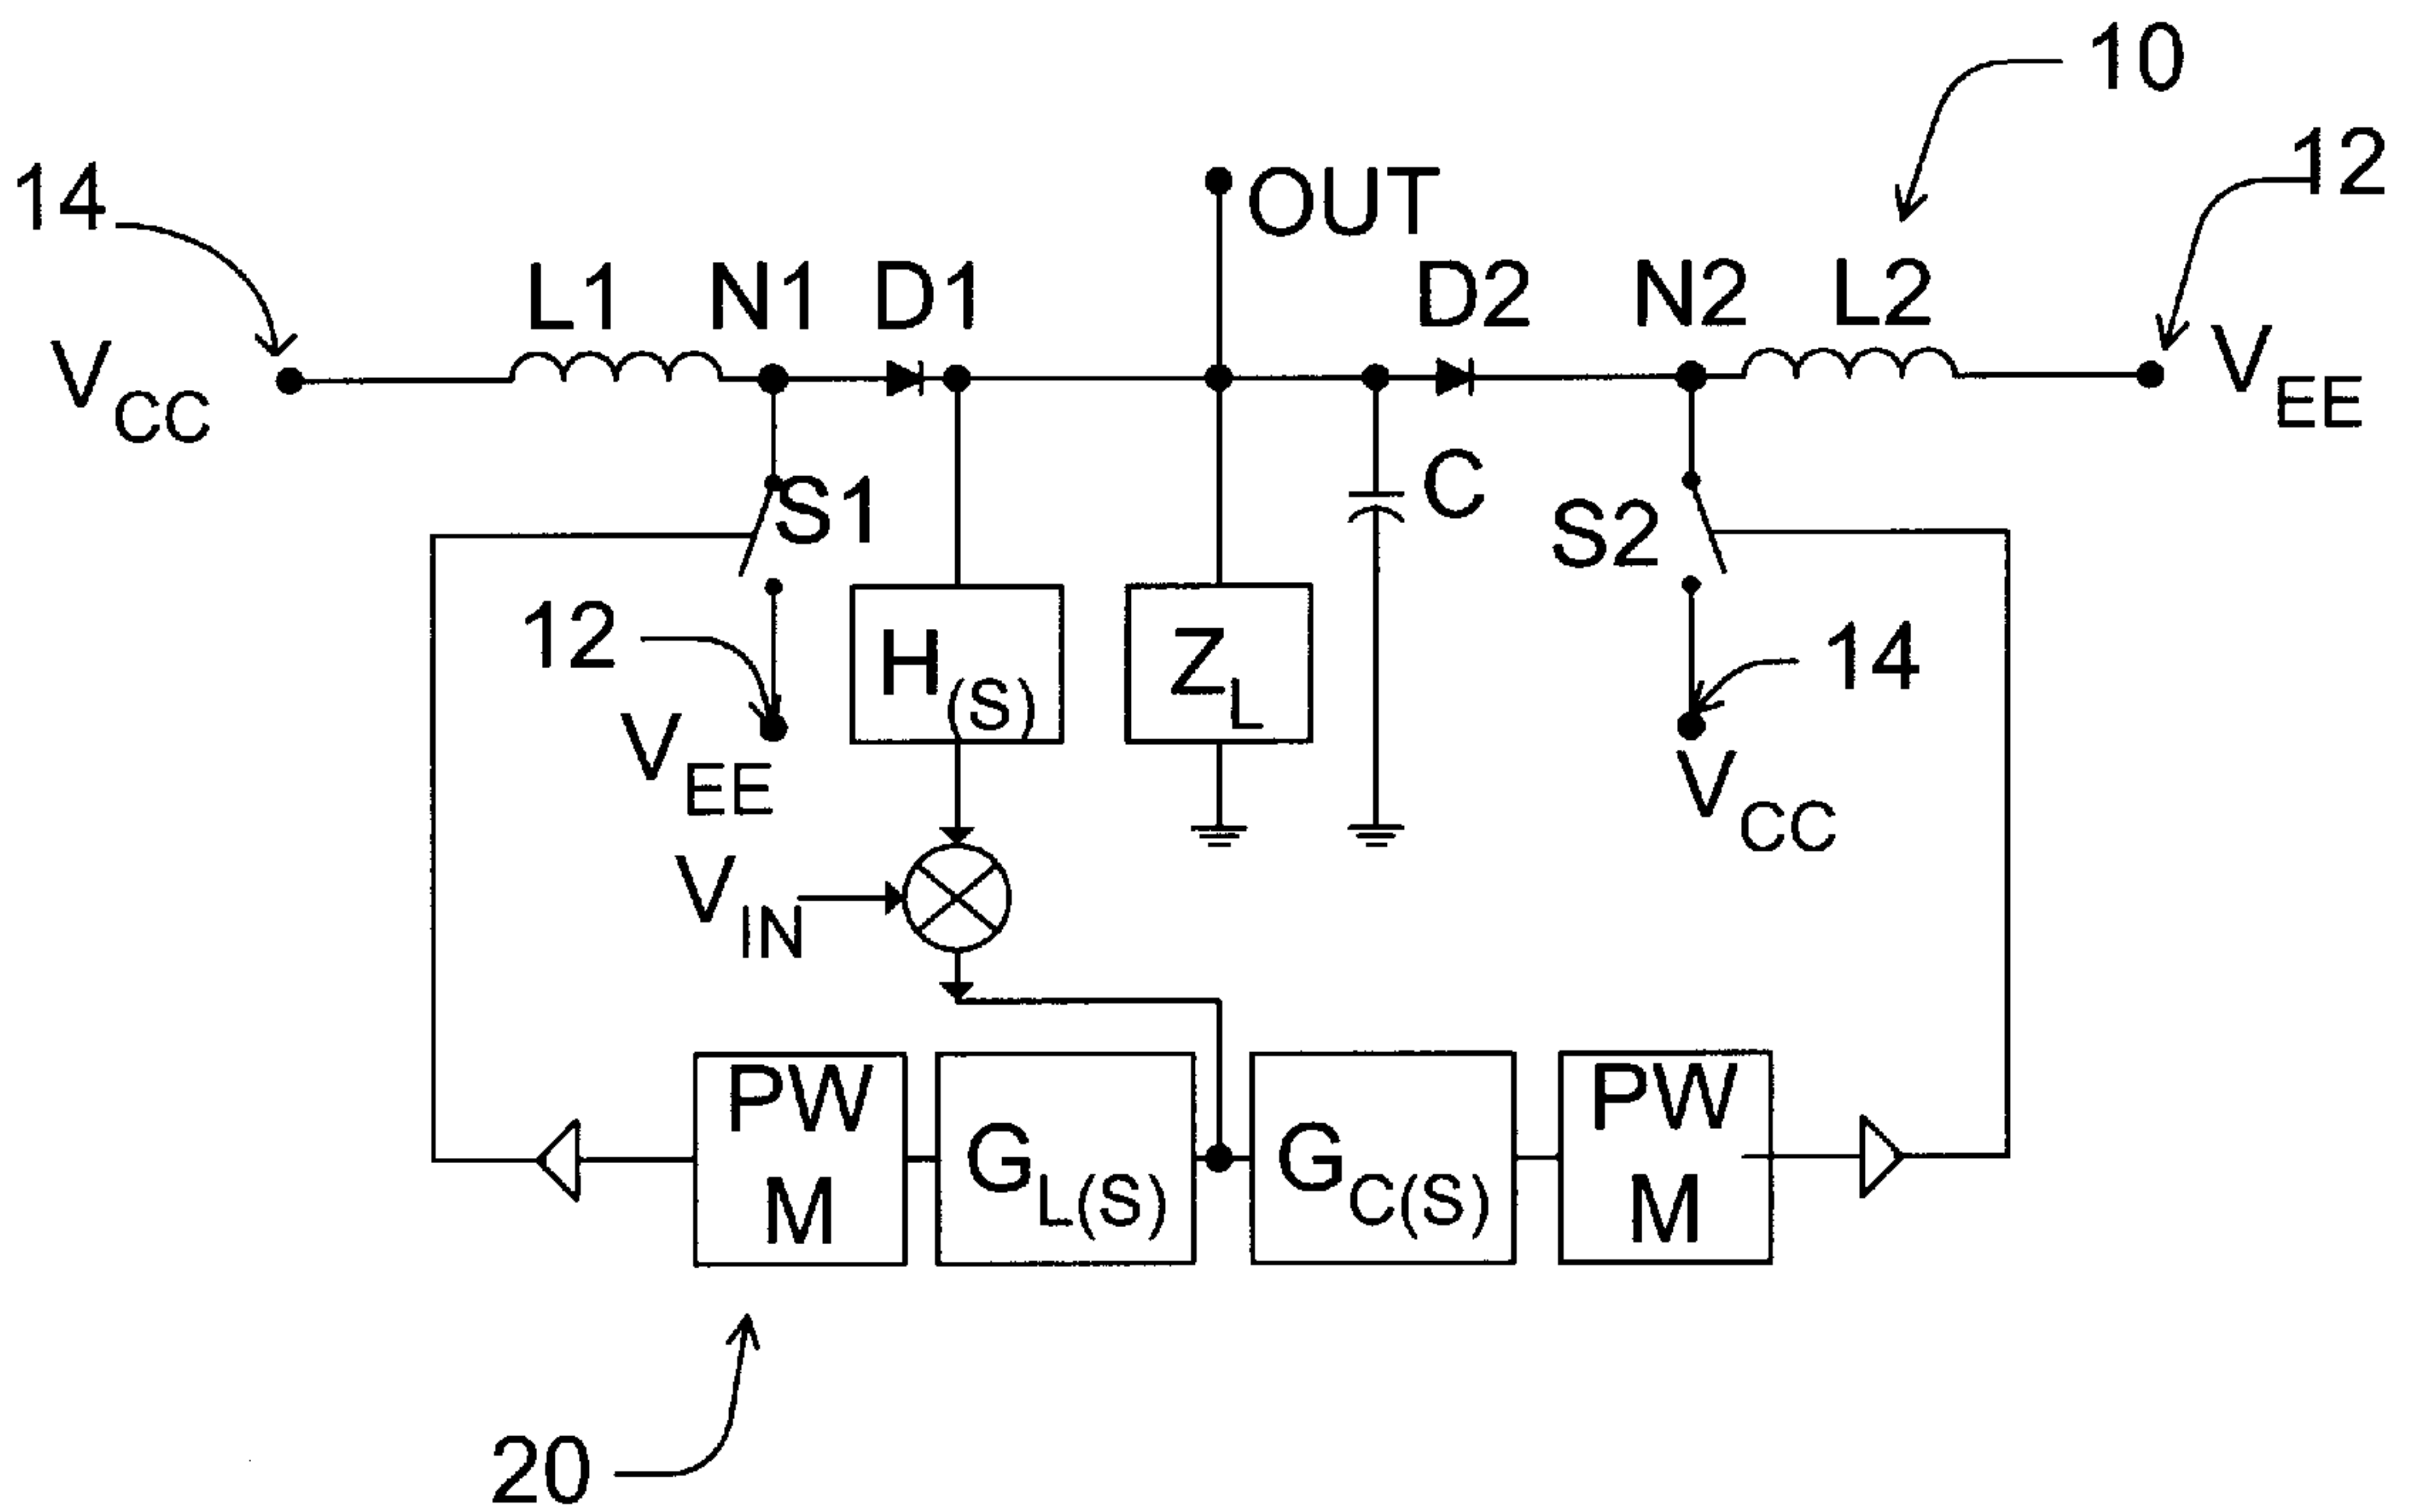 10
12
14
OUT
L1 N1 D1 D2 N2 L2
VCC VEE
S1 C S2
12 H(S) ZL 14
VEE VCC
VIN
PW PW
GL(S) GC(S)
M M
20